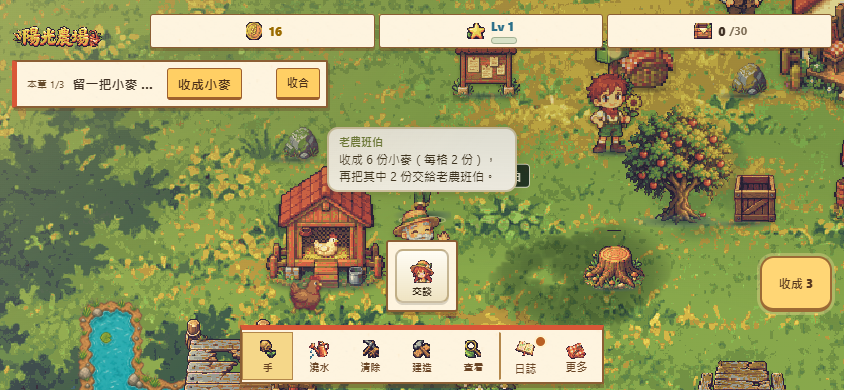 陽光農場
16
Lv 1
0 /30
本章 1/3 留一把小麥 ... 收成小麥 收合
老農班伯
收成 6 份小麥（每格 2 份），
再把其中 2 份交給老農班伯。
交談
收成 3
手 澆水 清除 建造 查看 日誌 更多